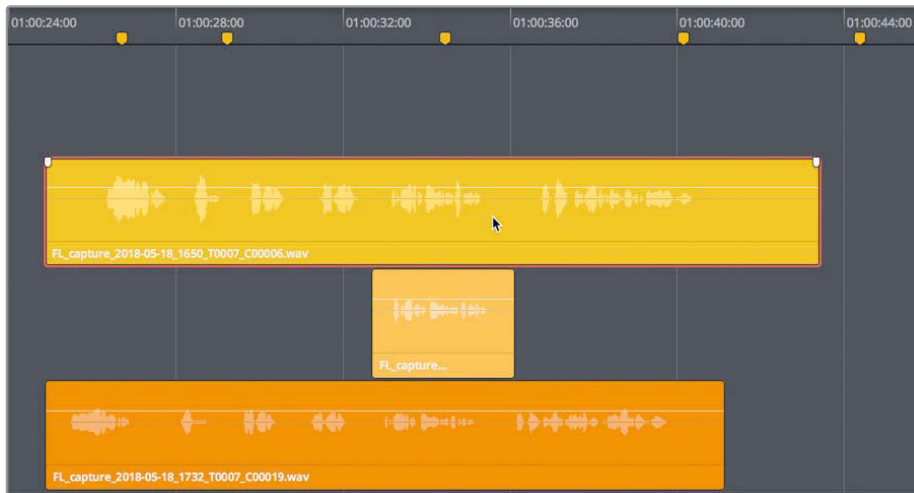 01:00:24:00 01:00:28:00 01:00:32:00 01:00:36:00 01:00:40:00 01:00:44:00
FL_capture_2018-05-18_1650_T0007_C00006.wav
FL_capture...
FL_capture_2018-05-18_1732_T0007_C00019.wav